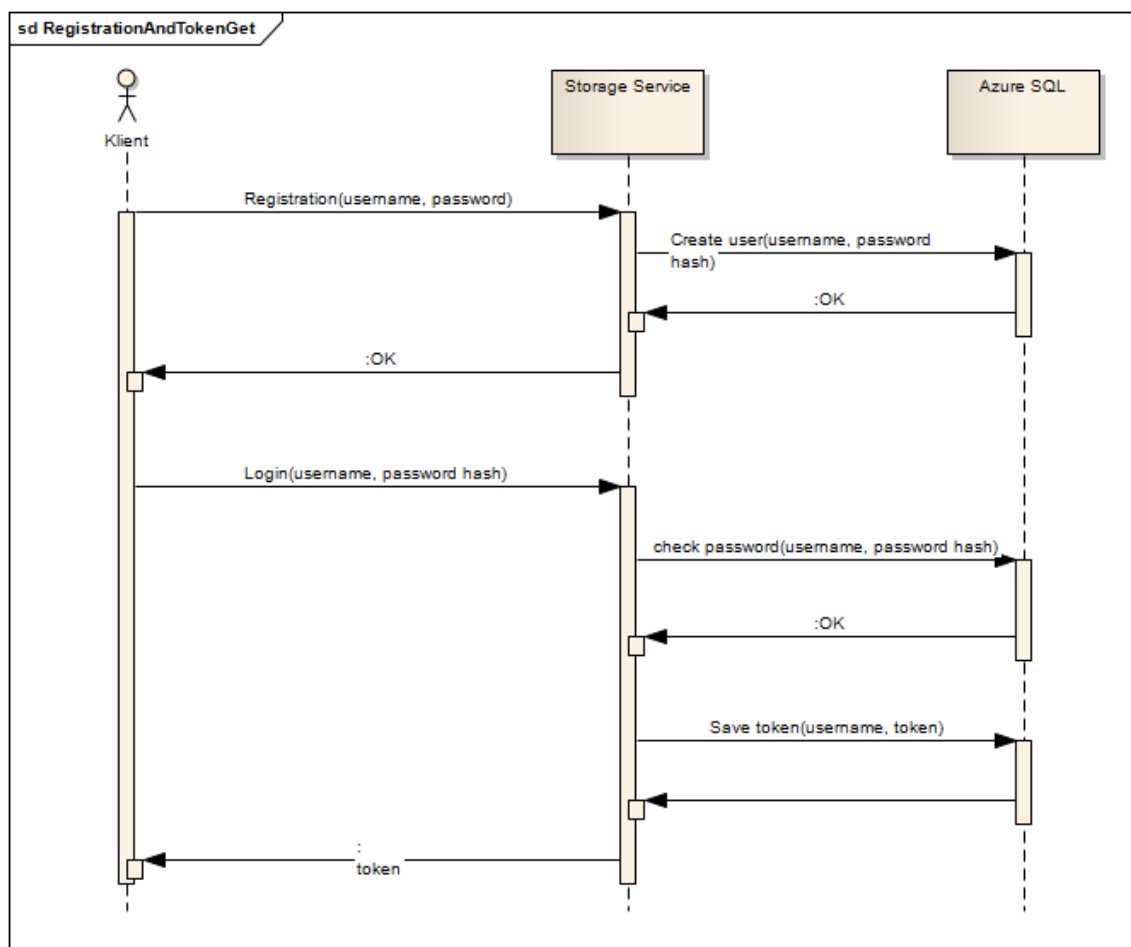 sd RegistrationAndTokenGet
Klient
Storage Service
Azure SQL
Registration(username, password)
Create user(username, password
hash)
:OK
:OK
Login(username, password hash)
check password(username, password hash)
:OK
Save token(username, token)
:
token